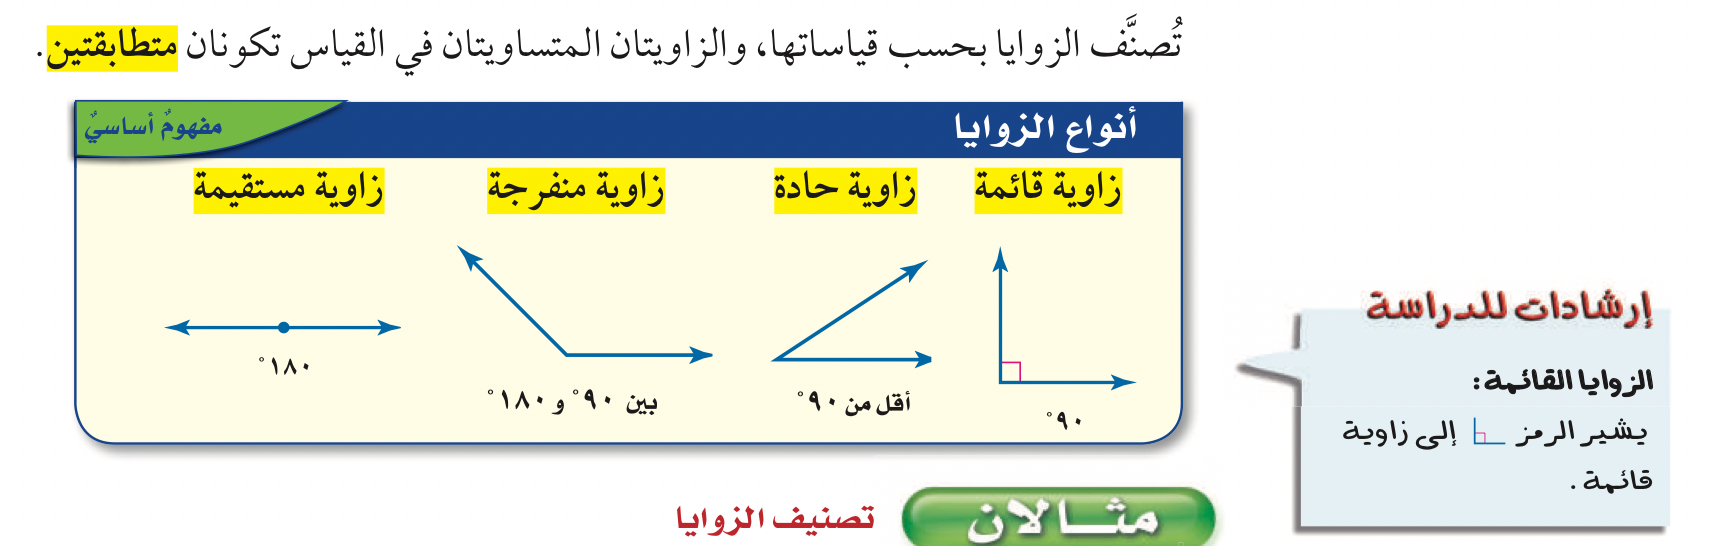 تُصنَّف الزوايا بحسب قياساتها، والزاويتان المتساويتان في القياس تكونان متطابقتين.
أنواع الزوايا
مفهومٌ أساسيٌ
زاوية قائمة
زاوية حادة
زاوية منفرجة
زاوية مستقيمة
٩٠°
أقل من ٩٠°
بين ٩٠° و ١٨٠°
١٨٠°
إرشادات للدراسة
الزوايا القائمة:
يشير الرمز إلى زاوية
قائمة.
مثالان
تصنيف الزوايا